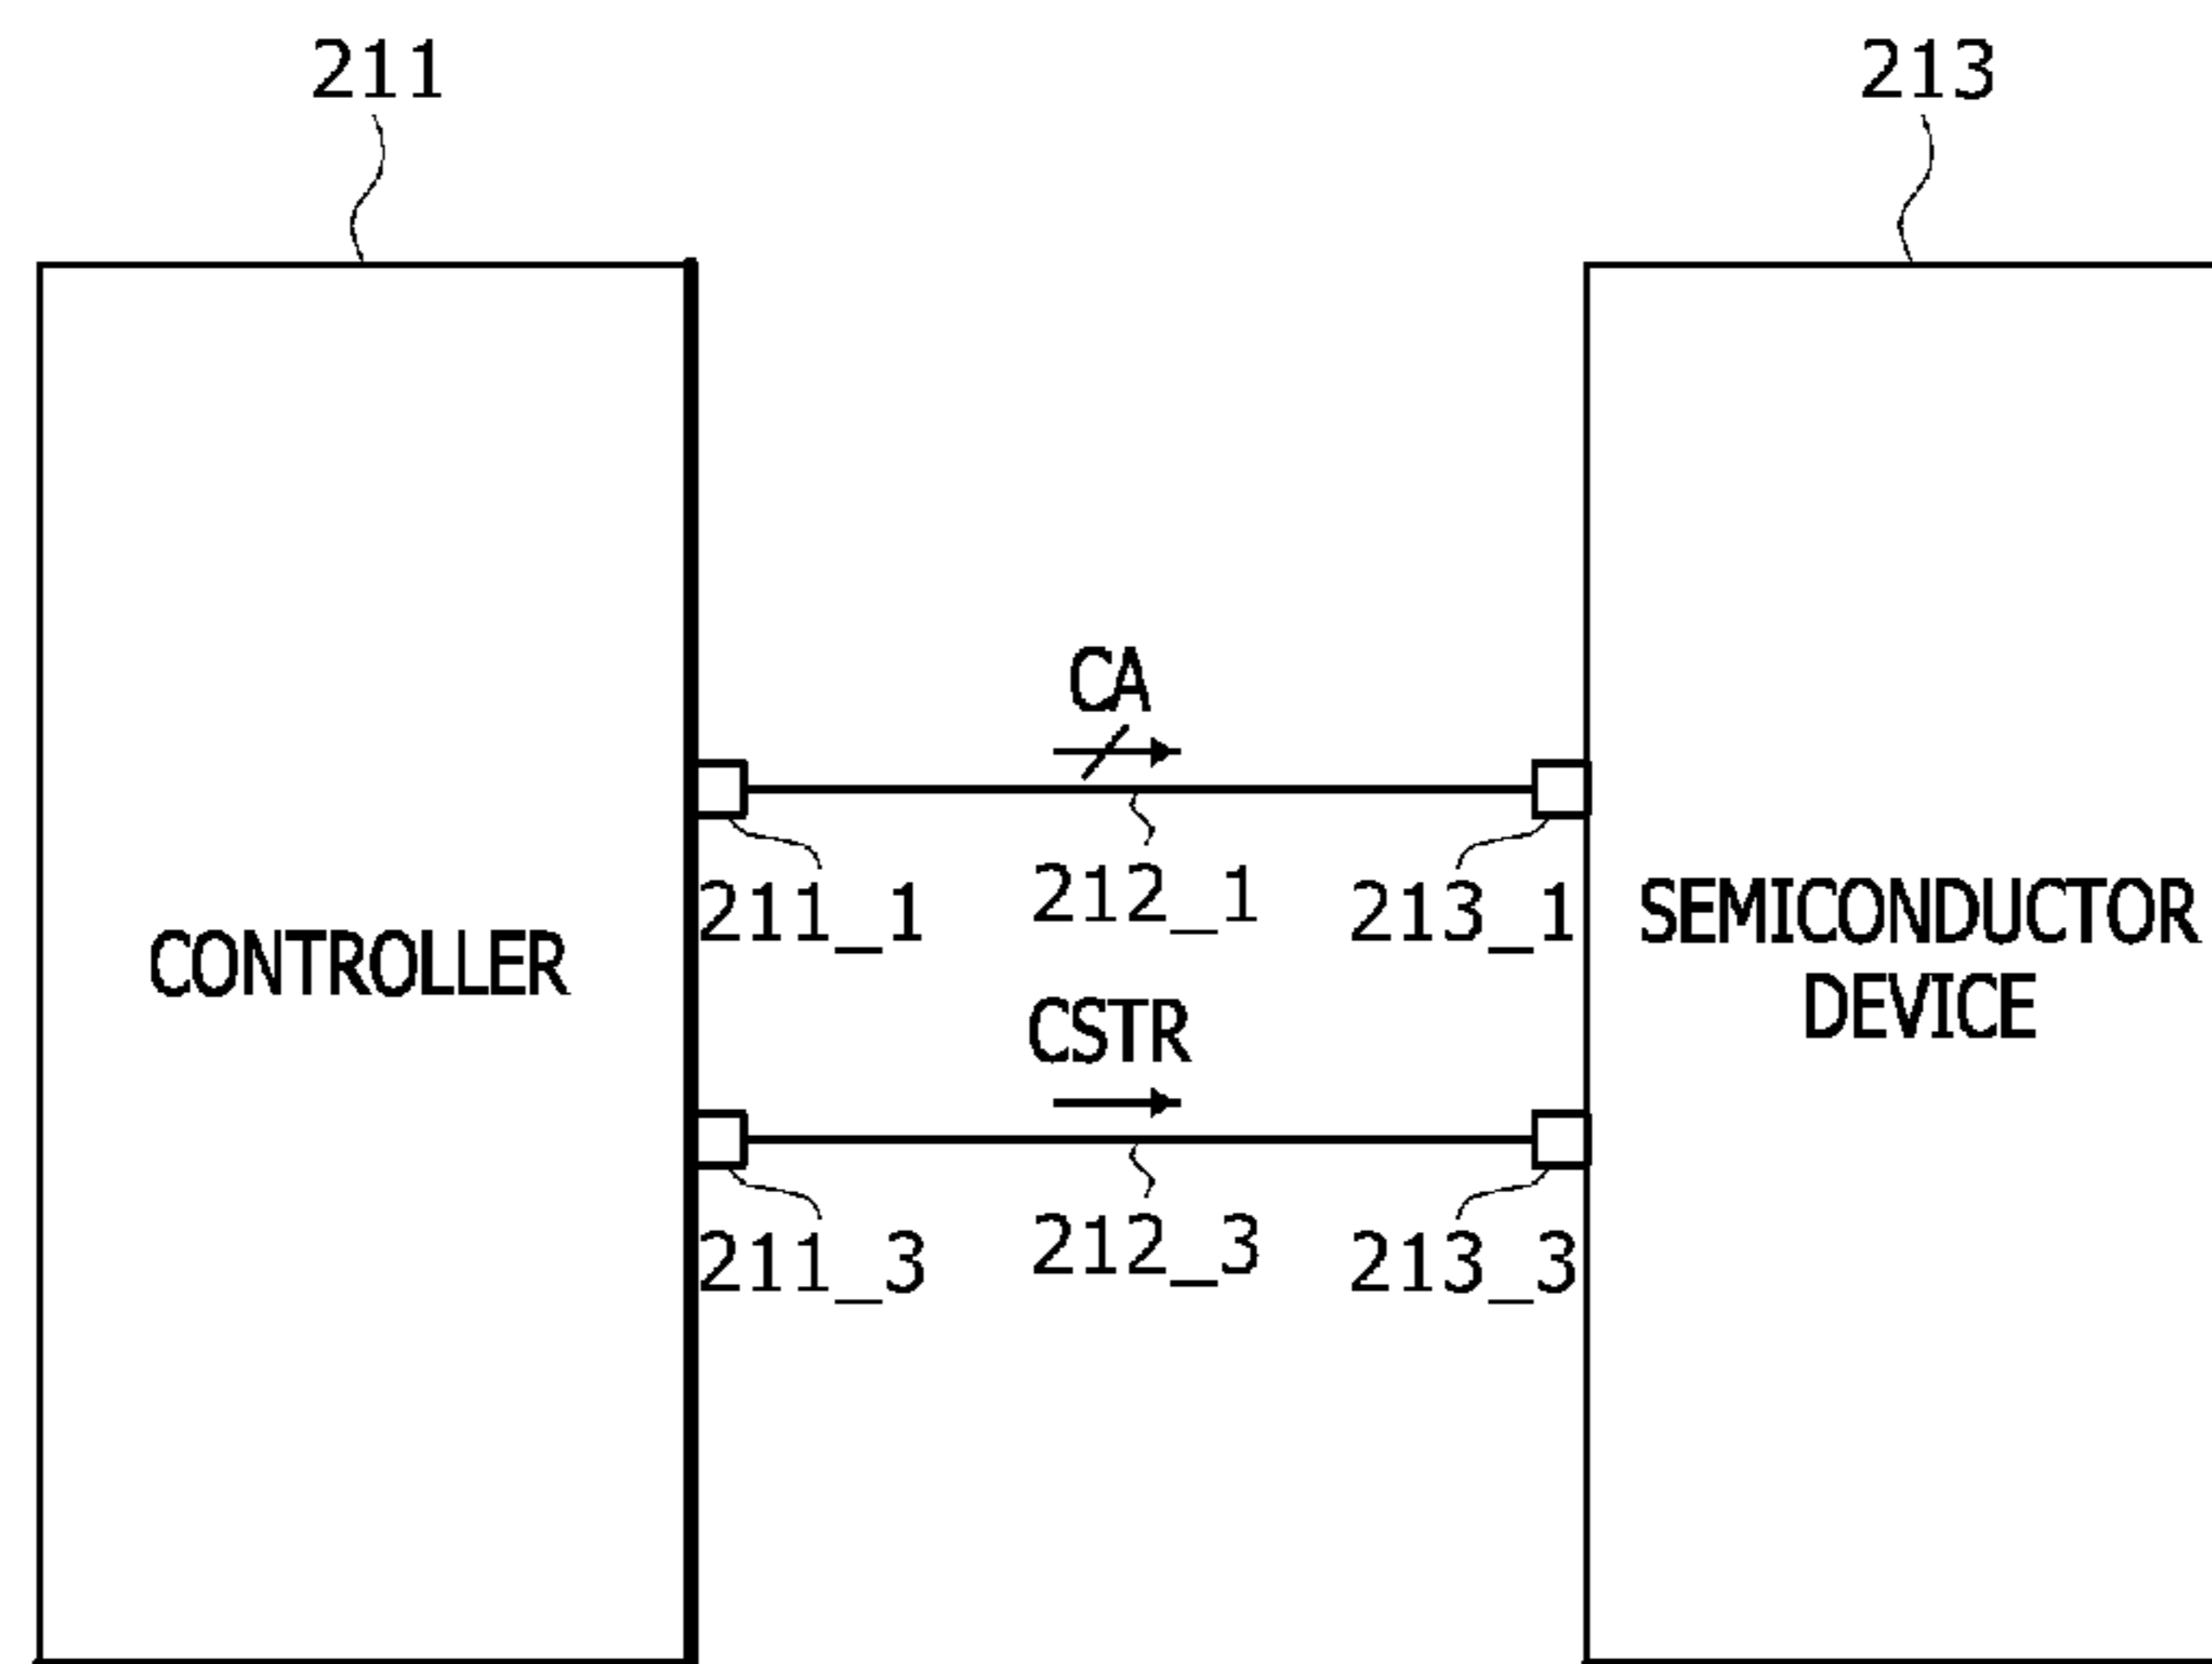 211
213
CA
211_1
212_1
213_1
CONTROLLER
SEMICONDUCTOR
DEVICE
CSTR
211_3
212_3
213_3